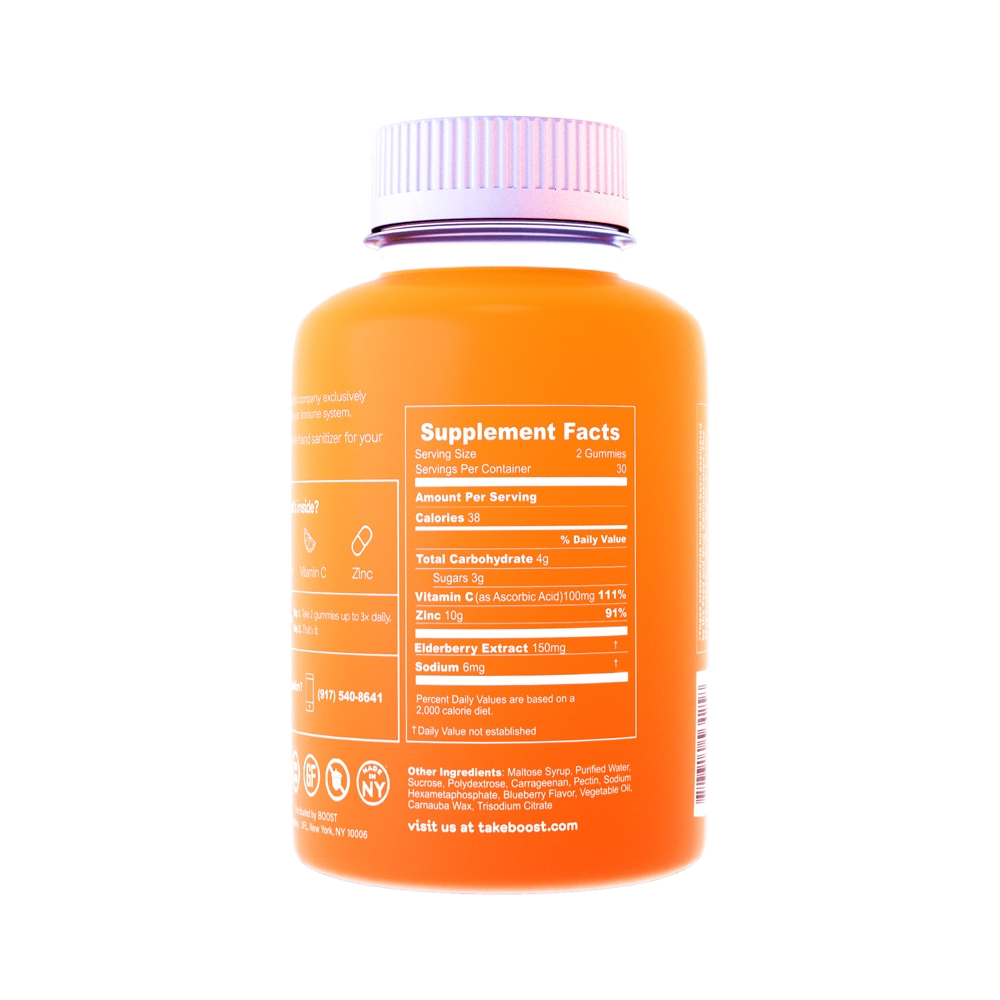 company exclusively
immune system.
hand sanitizer for your
inside?
Vitamin C
Zinc
Take 2 gummies up to 3x daily.
That's it
(917) 540-8641
GF
MADE IN NY
by BOOST
New York, NY 10006
Supplement Facts
Serving Size 2 Gummies
Servings Per Container 30
Amount Per Serving
Calories 38
% Daily Value
Total Carbohydrate 4g
Sugars 3g
Vitamin C (as Ascorbic Acid)100mg 111%
Zinc 10g 91%
Elderberry Extract 150mg †
Sodium 6mg †
Percent Daily Values are based on a
2,000 calorie diet.
†Daily Value not established
Other Ingredients: Maltose Syrup, Purified Water,
Sucrose, Polydextrose, Carrageenan, Pectin, Sodium
Hexametaphosphate, Blueberry Flavor, Vegetable Oil,
Carnauba Wax, Trisodium Citrate
visit us at takeboost.com